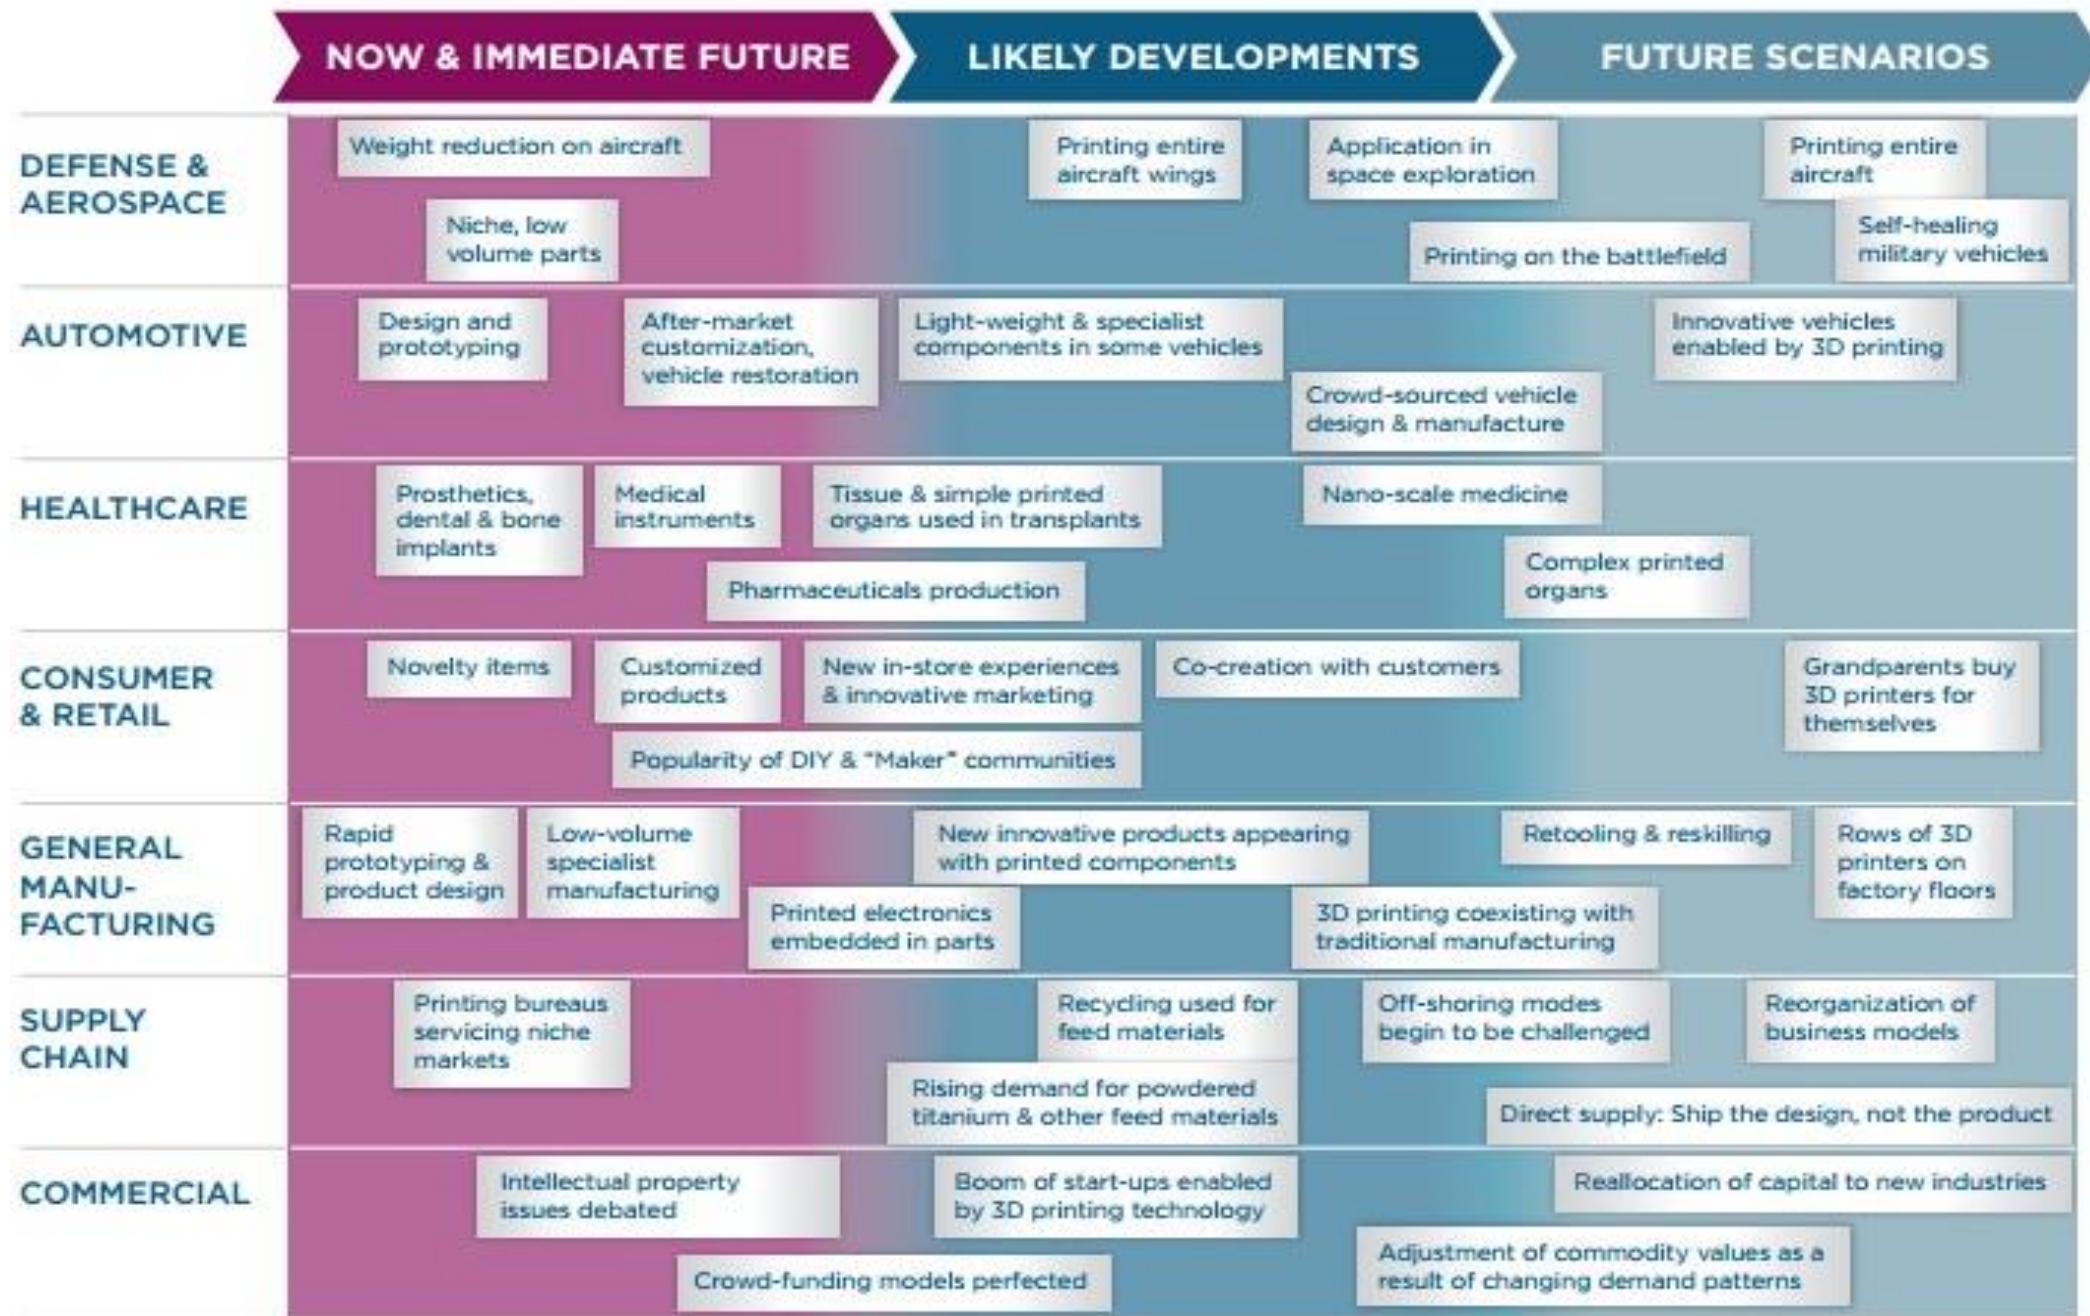 NOW & IMMEDIATE FUTURE
LIKELY DEVELOPMENTS
FUTURE SCENARIOS
DEFENSE &
AEROSPACE
Weight reduction on aircraft
Niche, low
volume parts
Printing entire
aircraft wings
Application in
space exploration
Printing on the battlefield
Printing entire
aircraft
Self-healing
military vehicles
AUTOMOTIVE
Design and
prototyping
After-market
customization,
vehicle restoration
Light-weight & specialist
components in some vehicles
Crowd-sourced vehicle
design & manufacture
Innovative vehicles
enabled by 3D printing
HEALTHCARE
Prosthetics,
dental & bone
implants
Medical
instruments
Tissue & simple printed
organs used in transplants
Pharmaceuticals production
Nano-scale medicine
Complex printed
organs
CONSUMER
& RETAIL
Novelty items
Customized
products
New in-store experiences
& innovative marketing
Popularity of DIY & "Maker" communities
Co-creation with customers
Grandparents buy
3D printers for
themselves
GENERAL
MANU-
FACTURING
Rapid
prototyping &
product design
Low-volume
specialist
manufacturing
Printed electronics
embedded in parts
New innovative products appearing
with printed components
3D printing coexisting with
traditional manufacturing
Retooling & reskilling
Rows of 3D
printers on
factory floors
SUPPLY
CHAIN
Printing bureaus
servicing niche
markets
Recycling used for
feed materials
Rising demand for powdered
titanium & other feed materials
Off-shoring modes
begin to be challenged
Reorganization of
business models
Direct supply: Ship the design, not the product
COMMERCIAL
Intellectual property
issues debated
Crowd-funding models perfected
Boom of start-ups enabled
by 3D printing technology
Reallocation of capital to new industries
Adjustment of commodity values as a
result of changing demand patterns